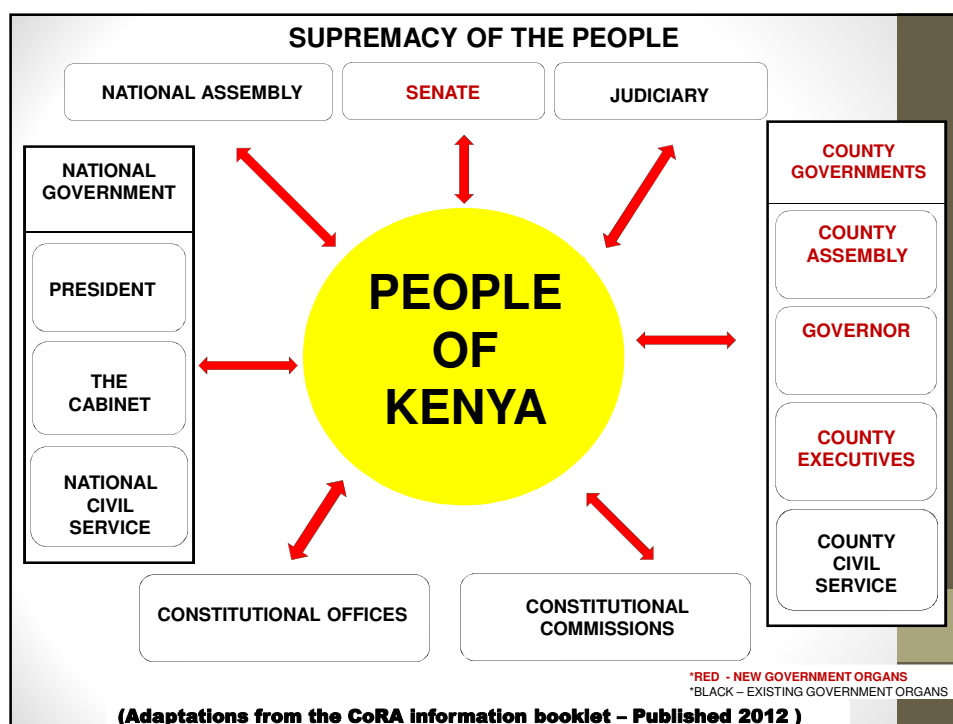 SUPREMACY OF THE PEOPLE
NATIONAL ASSEMBLY
SENATE
JUDICIARY
NATIONAL
GOVERNMENT
PRESIDENT
THE
CABINET
NATIONAL
CIVIL
SERVICE
PEOPLE
OF
KENYA
COUNTY
GOVERNMENTS
COUNTY
ASSEMBLY
GOVERNOR
COUNTY
EXECUTIVES
COUNTY
CIVIL
SERVICE
CONSTITUTIONAL OFFICES
CONSTITUTIONAL
COMMISSIONS
*RED - NEW GOVERNMENT ORGANS
*BLACK – EXISTING GOVERNMENT ORGANS
(Adaptations from the CoRA information booklet – Published 2012 )